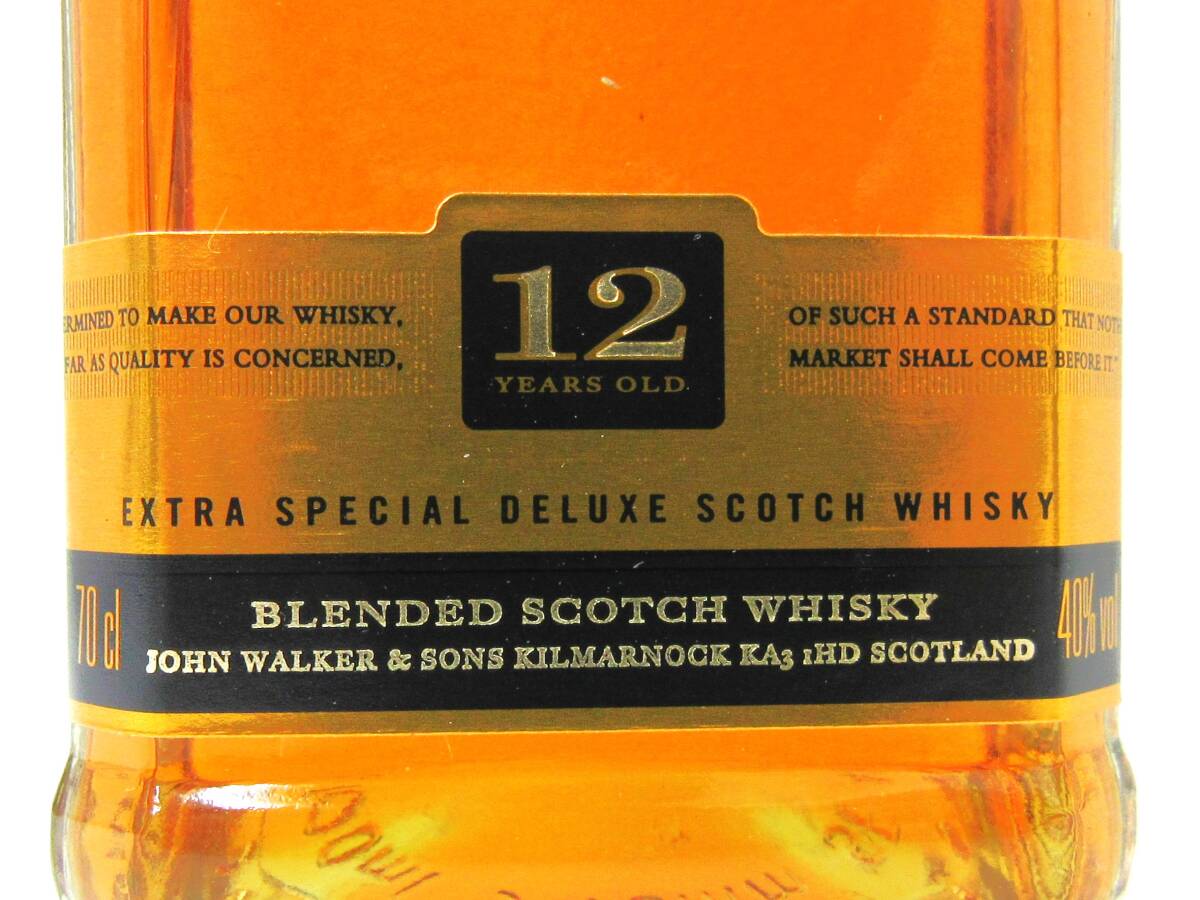 12
YEARS OLD
ERMINED TO MAKE OUR WHISKY,
FAR AS QUALITY IS CONCERNED,
OF SUCH A STANDARD THAT NOTH
MARKET SHALL COME BEFORE IT."
EXTRA SPECIAL DELUXE SCOTCH WHISKY
70 cl
BLENDED SCOTCH WHISKY
40% vol
JOHN WALKER & SONS KILMARNOCK KA3 1HD SCOTLAND